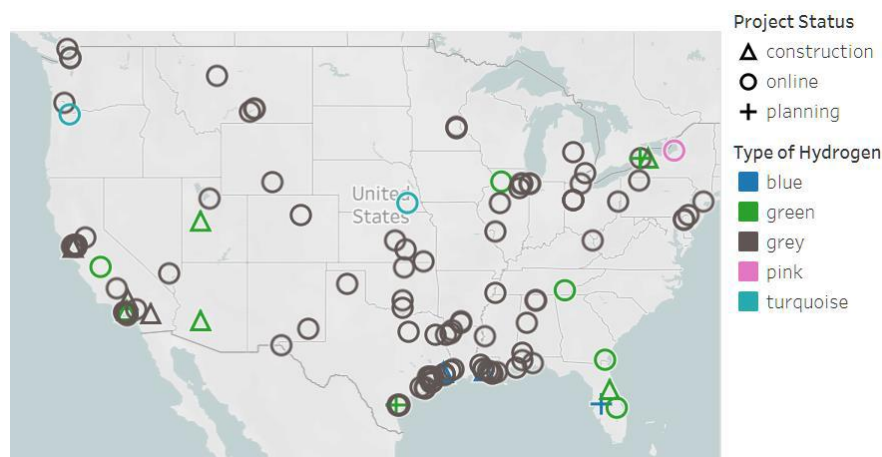 Project Status
construction
online
planning
Type of Hydrogen
blue
green
grey
pink
turquoise
United
States